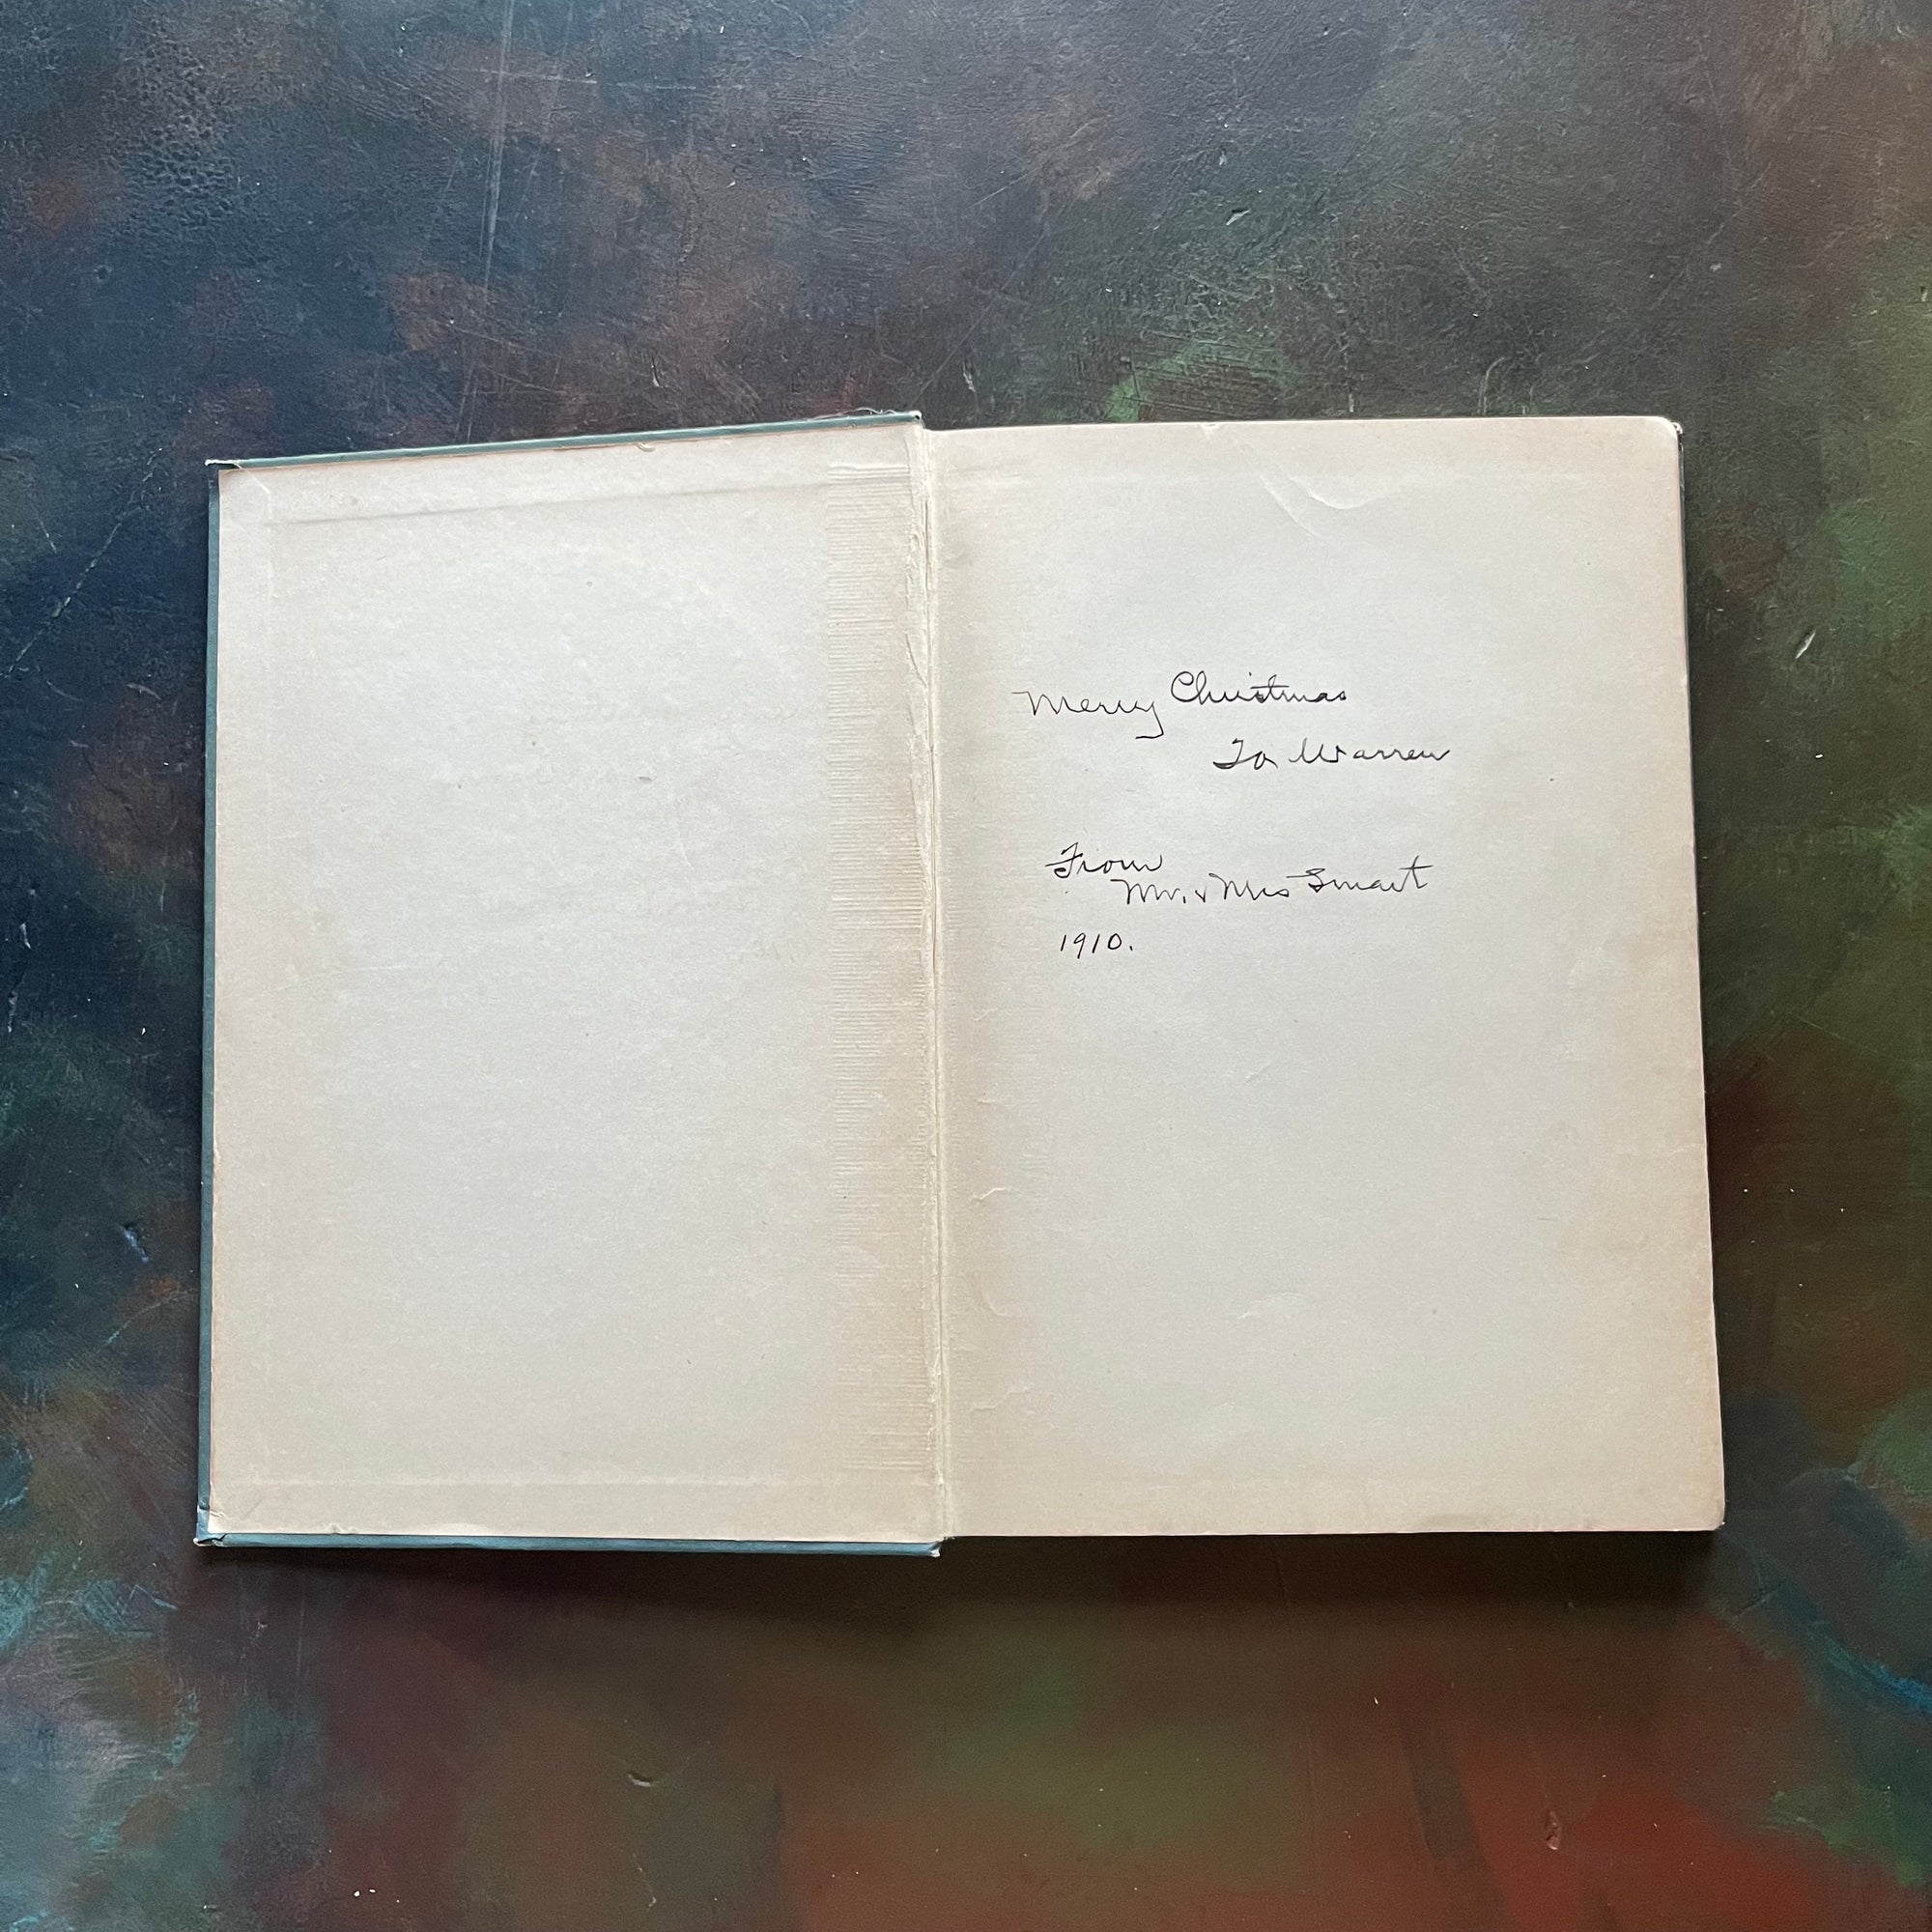 Merry Christmas
To Warren
From
Mr. & Mrs Smart
1910.